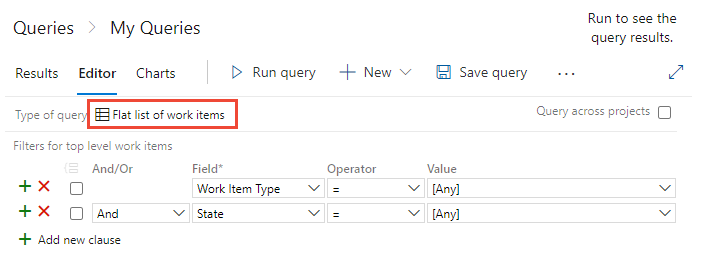 Queries > My Queries
Run to see the
query results.
Results Editor Charts Run query New Save query ...
Type of query Flat list of work items Query across projects
Filters for top level work items
And/Or Field* Operator Value
Work Item Type = [Any]
And State = [Any]
Add new clause